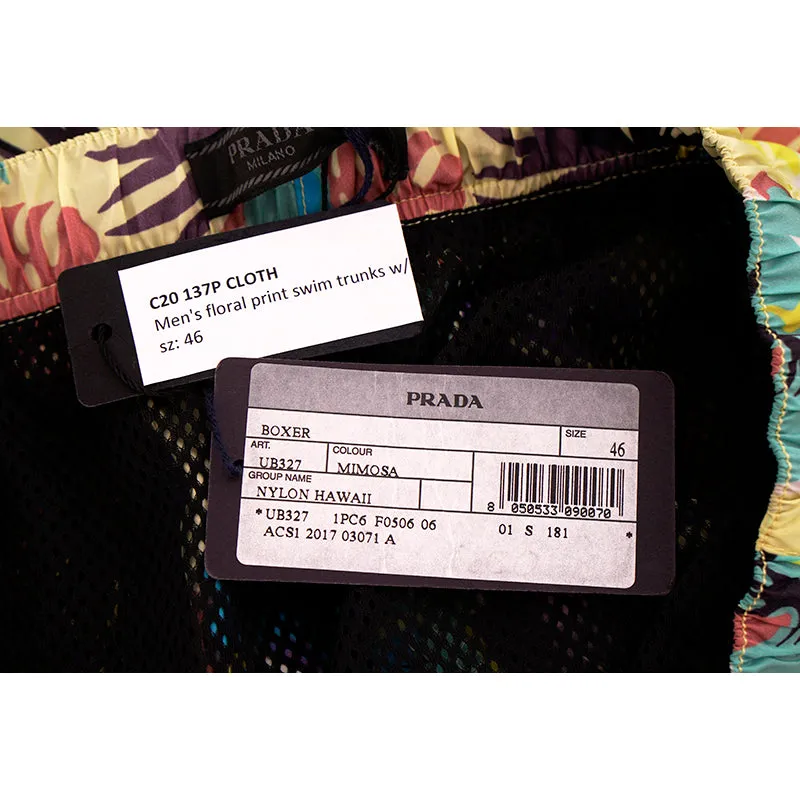 PRADA
MILANO
C20 137P CLOTH
Men's floral print swim trunks w/
sz: 46
PRADA
BOXER
SIZE
46
ART.
UB327
COLOUR
MIMOSA
GROUP NAME
NYLON HAWAII
8 050533 090070
*UB327 1PC6 F0506 06 01 S 181 *
ACS1 2017 03071 A